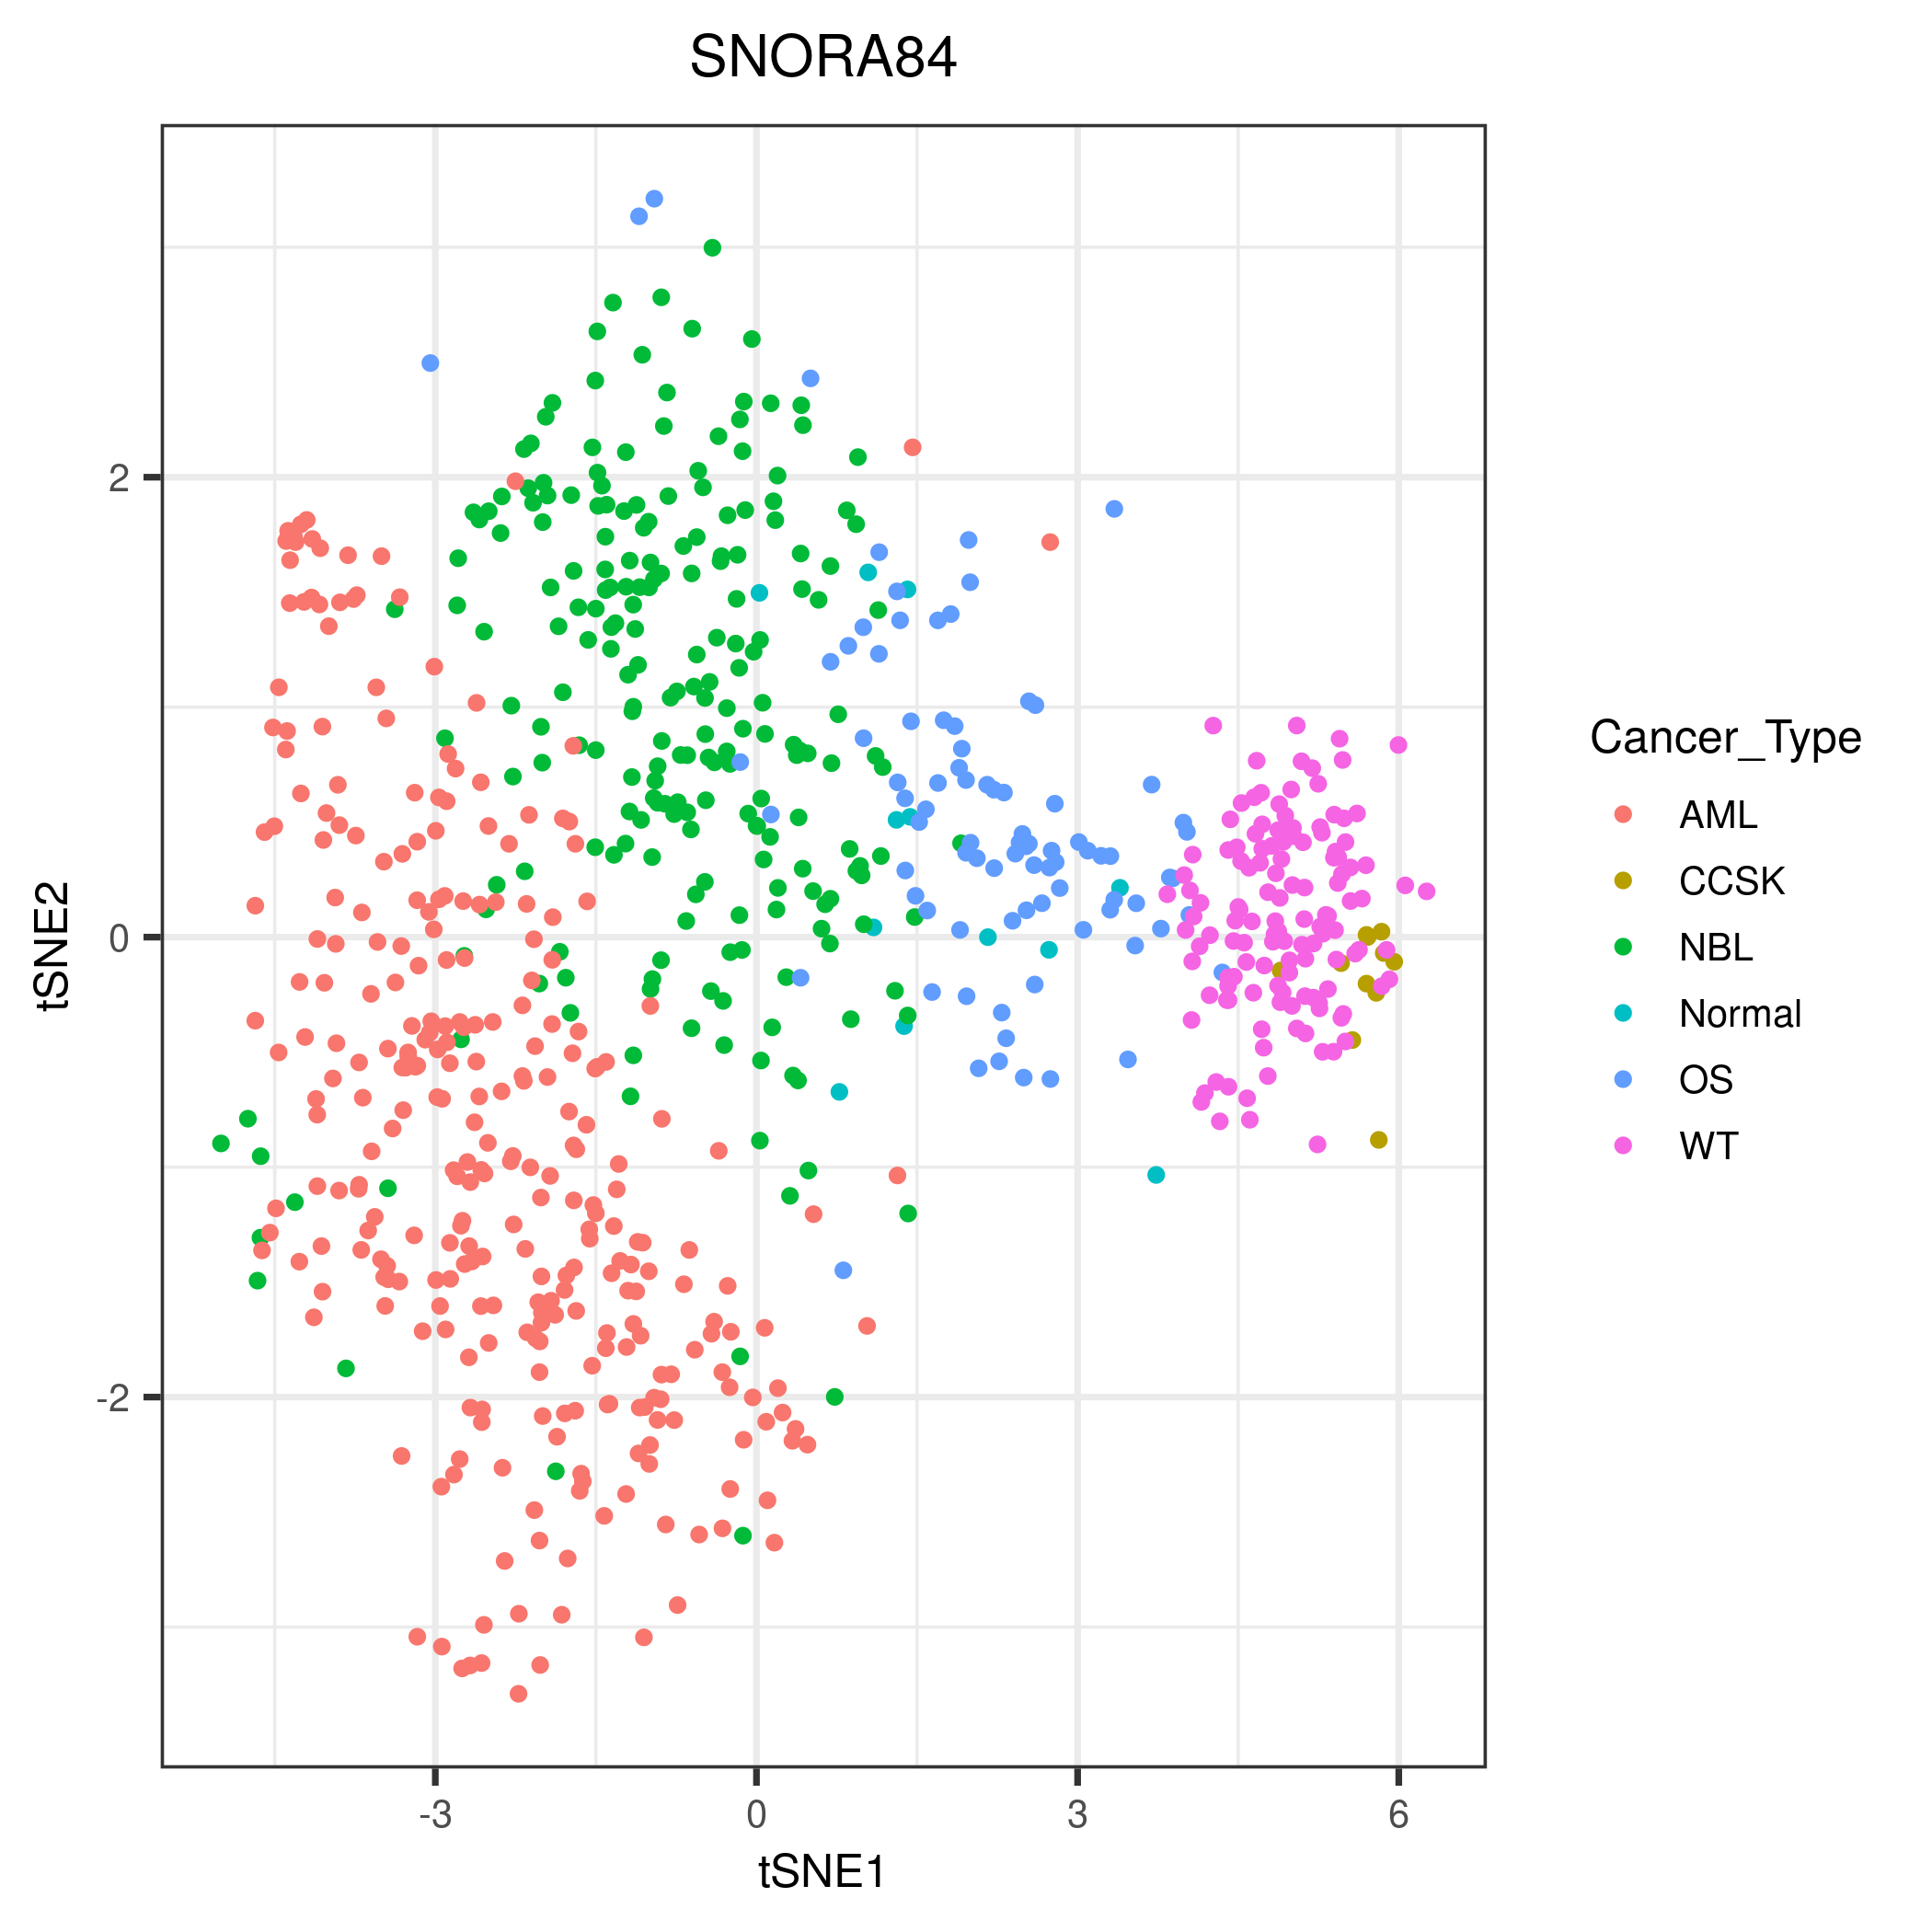 SNORA84
tSNE2
2
0
-2
-3
0
3
6
tSNE1
Cancer_Type
AML
CCSK
NBL
Normal
OS
WT